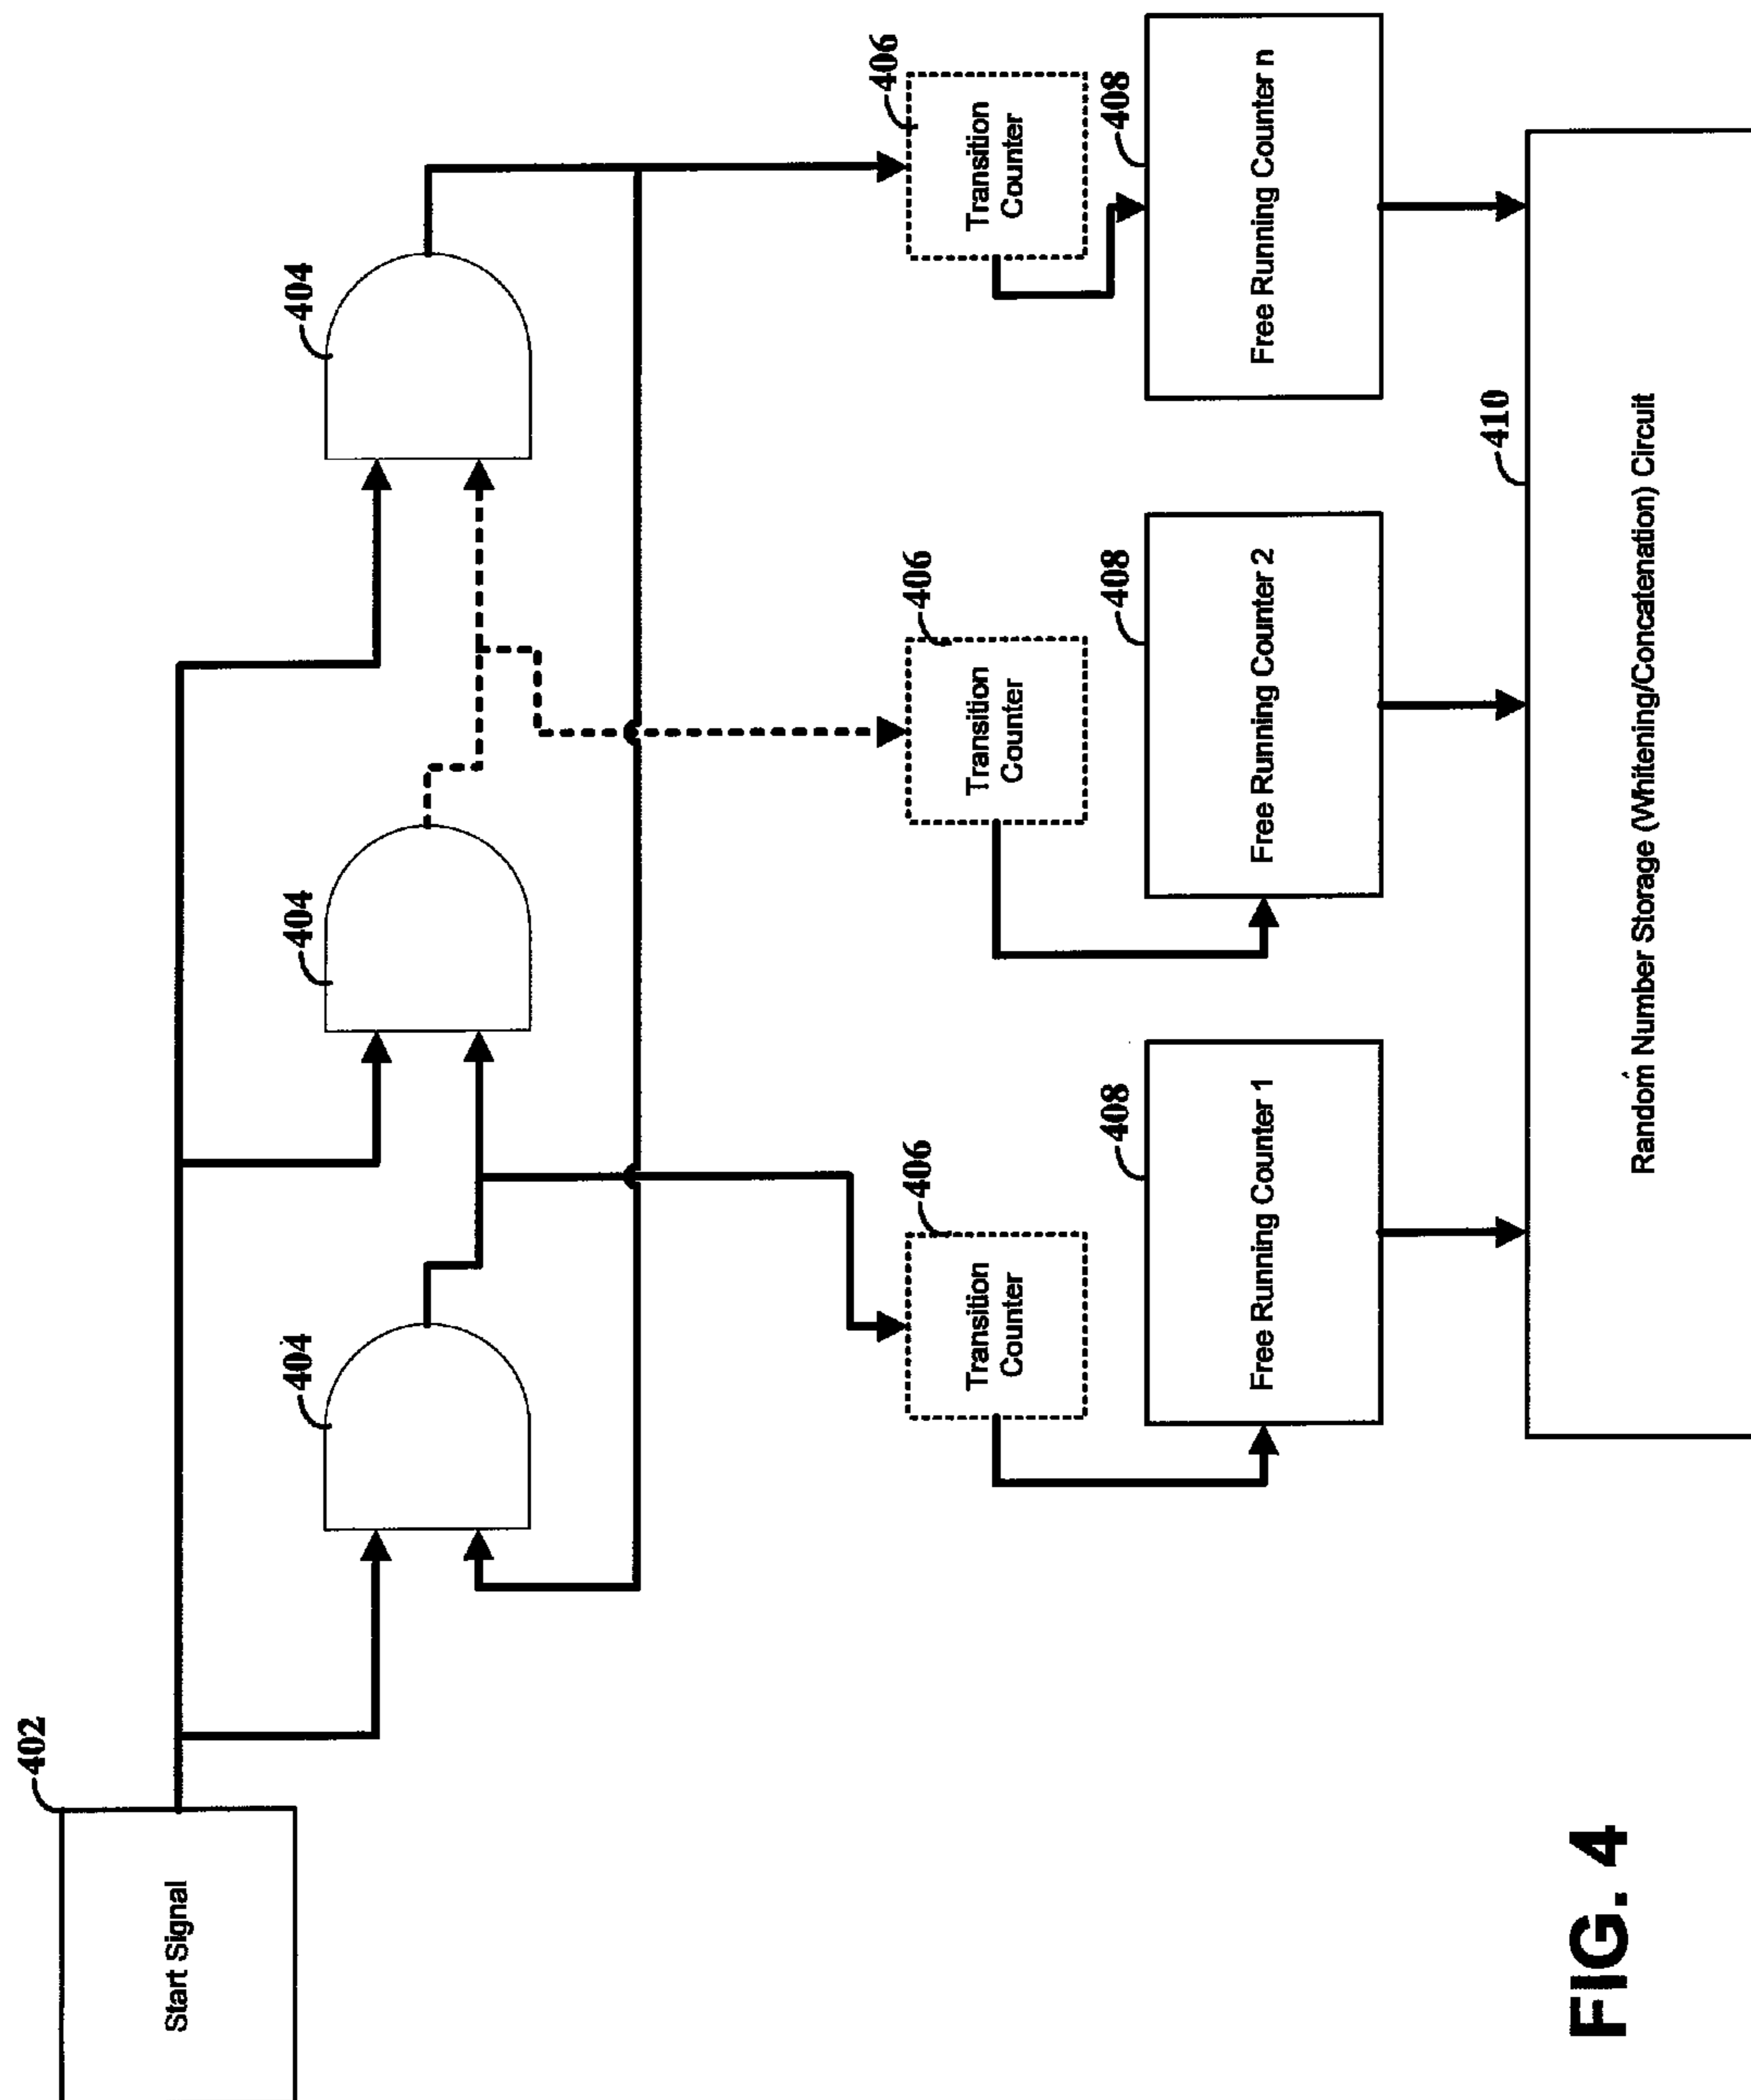 402
Start Signal
404
404
404
406
Transition
Counter
406
Transition
Counter
406
Transition
Counter
408
Free Running Counter 1
408
Free Running Counter 2
408
Free Running Counter n
410
Random Number Storage (Whitening/Concatenation) Circuit
FIG. 4